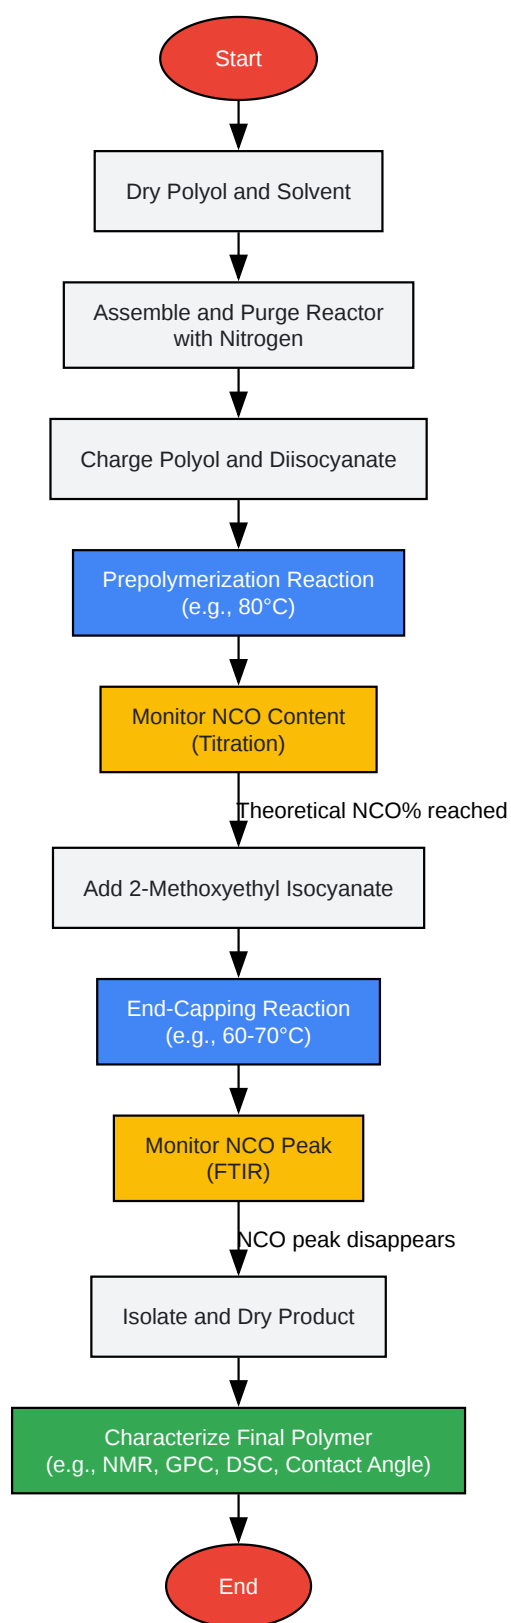 Start
Dry Polyol and Solvent
Assemble and Purge Reactor
with Nitrogen
Charge Polyol and Diisocyanate
Prepolymerization Reaction
(e.g., 80°C)
Monitor NCO Content
(Titration)
Theoretical NCO% reached
Add 2-Methoxyethyl Isocyanate
End-Capping Reaction
(e.g., 60-70°C)
Monitor NCO Peak
(FTIR)
NCO peak disappears
Isolate and Dry Product
Characterize Final Polymer
(e.g., NMR, GPC, DSC, Contact Angle)
End